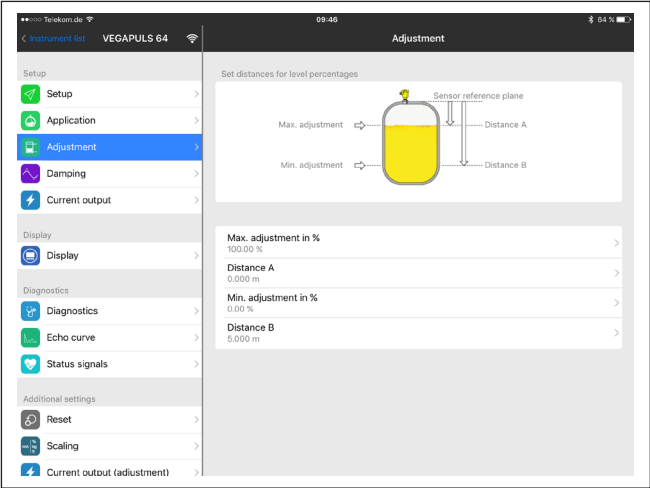 Telekom.de
09:46
64 %
Instrument list
VEGAPULS 64
Adjustment
Setup
Setup
Application
Adjustment
Damping
Current output
Display
Display
Diagnostics
Diagnostics
Echo curve
Status signals
Additional settings
Reset
Scaling
Current output (adjustment)
Set distances for level percentages
Sensor reference plane
Max. adjustment
Distance A
Min. adjustment
Distance B
Max. adjustment in %
100.00 %
Distance A
0.000 m
Min. adjustment in %
0.00 %
Distance B
5.000 m